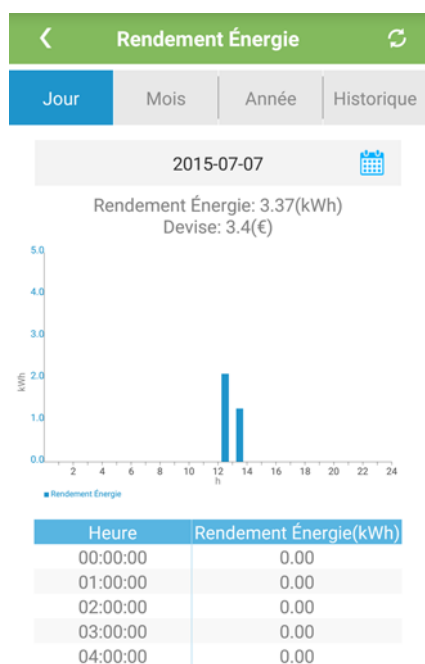 Rendement Énergie
Jour Mois Année Historique
2015-07-07
Rendement Énergie: 3.37(kWh)
Devise: 3.4(€)
5.0
4.0
3.0
2.0
1.0
0.0
kWh
2 4 6 8 10 12 14 16 18 20 22 24
h
Rendement Énergie
Heure Rendement Énergie(kWh)
00:00:00 0.00
01:00:00 0.00
02:00:00 0.00
03:00:00 0.00
04:00:00 0.00